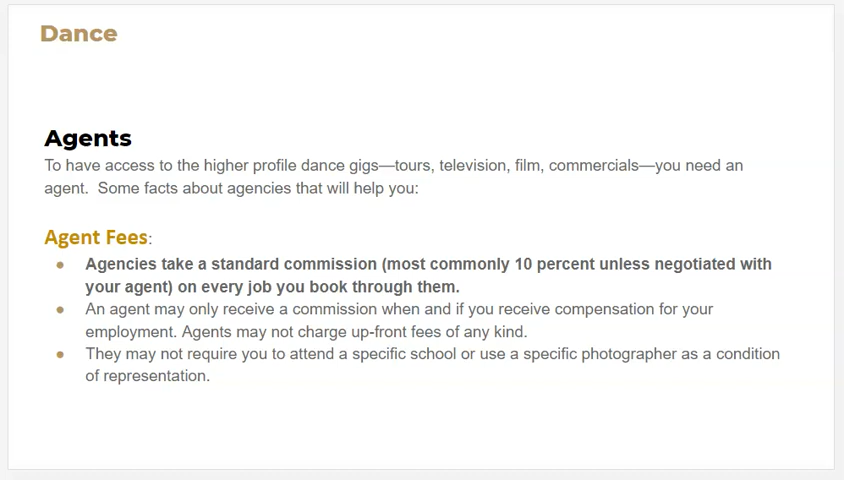 Dance
Agents
To have access to the higher profile dance gigs—tours, television, film, commercials—you need an
agent.  Some facts about agencies that will help you:
Agent Fees:
● Agencies take a standard commission (most commonly 10 percent unless negotiated with
your agent) on every job you book through them.
● An agent may only receive a commission when and if you receive compensation for your
employment. Agents may not charge up-front fees of any kind.
● They may not require you to attend a specific school or use a specific photographer as a condition
of representation.